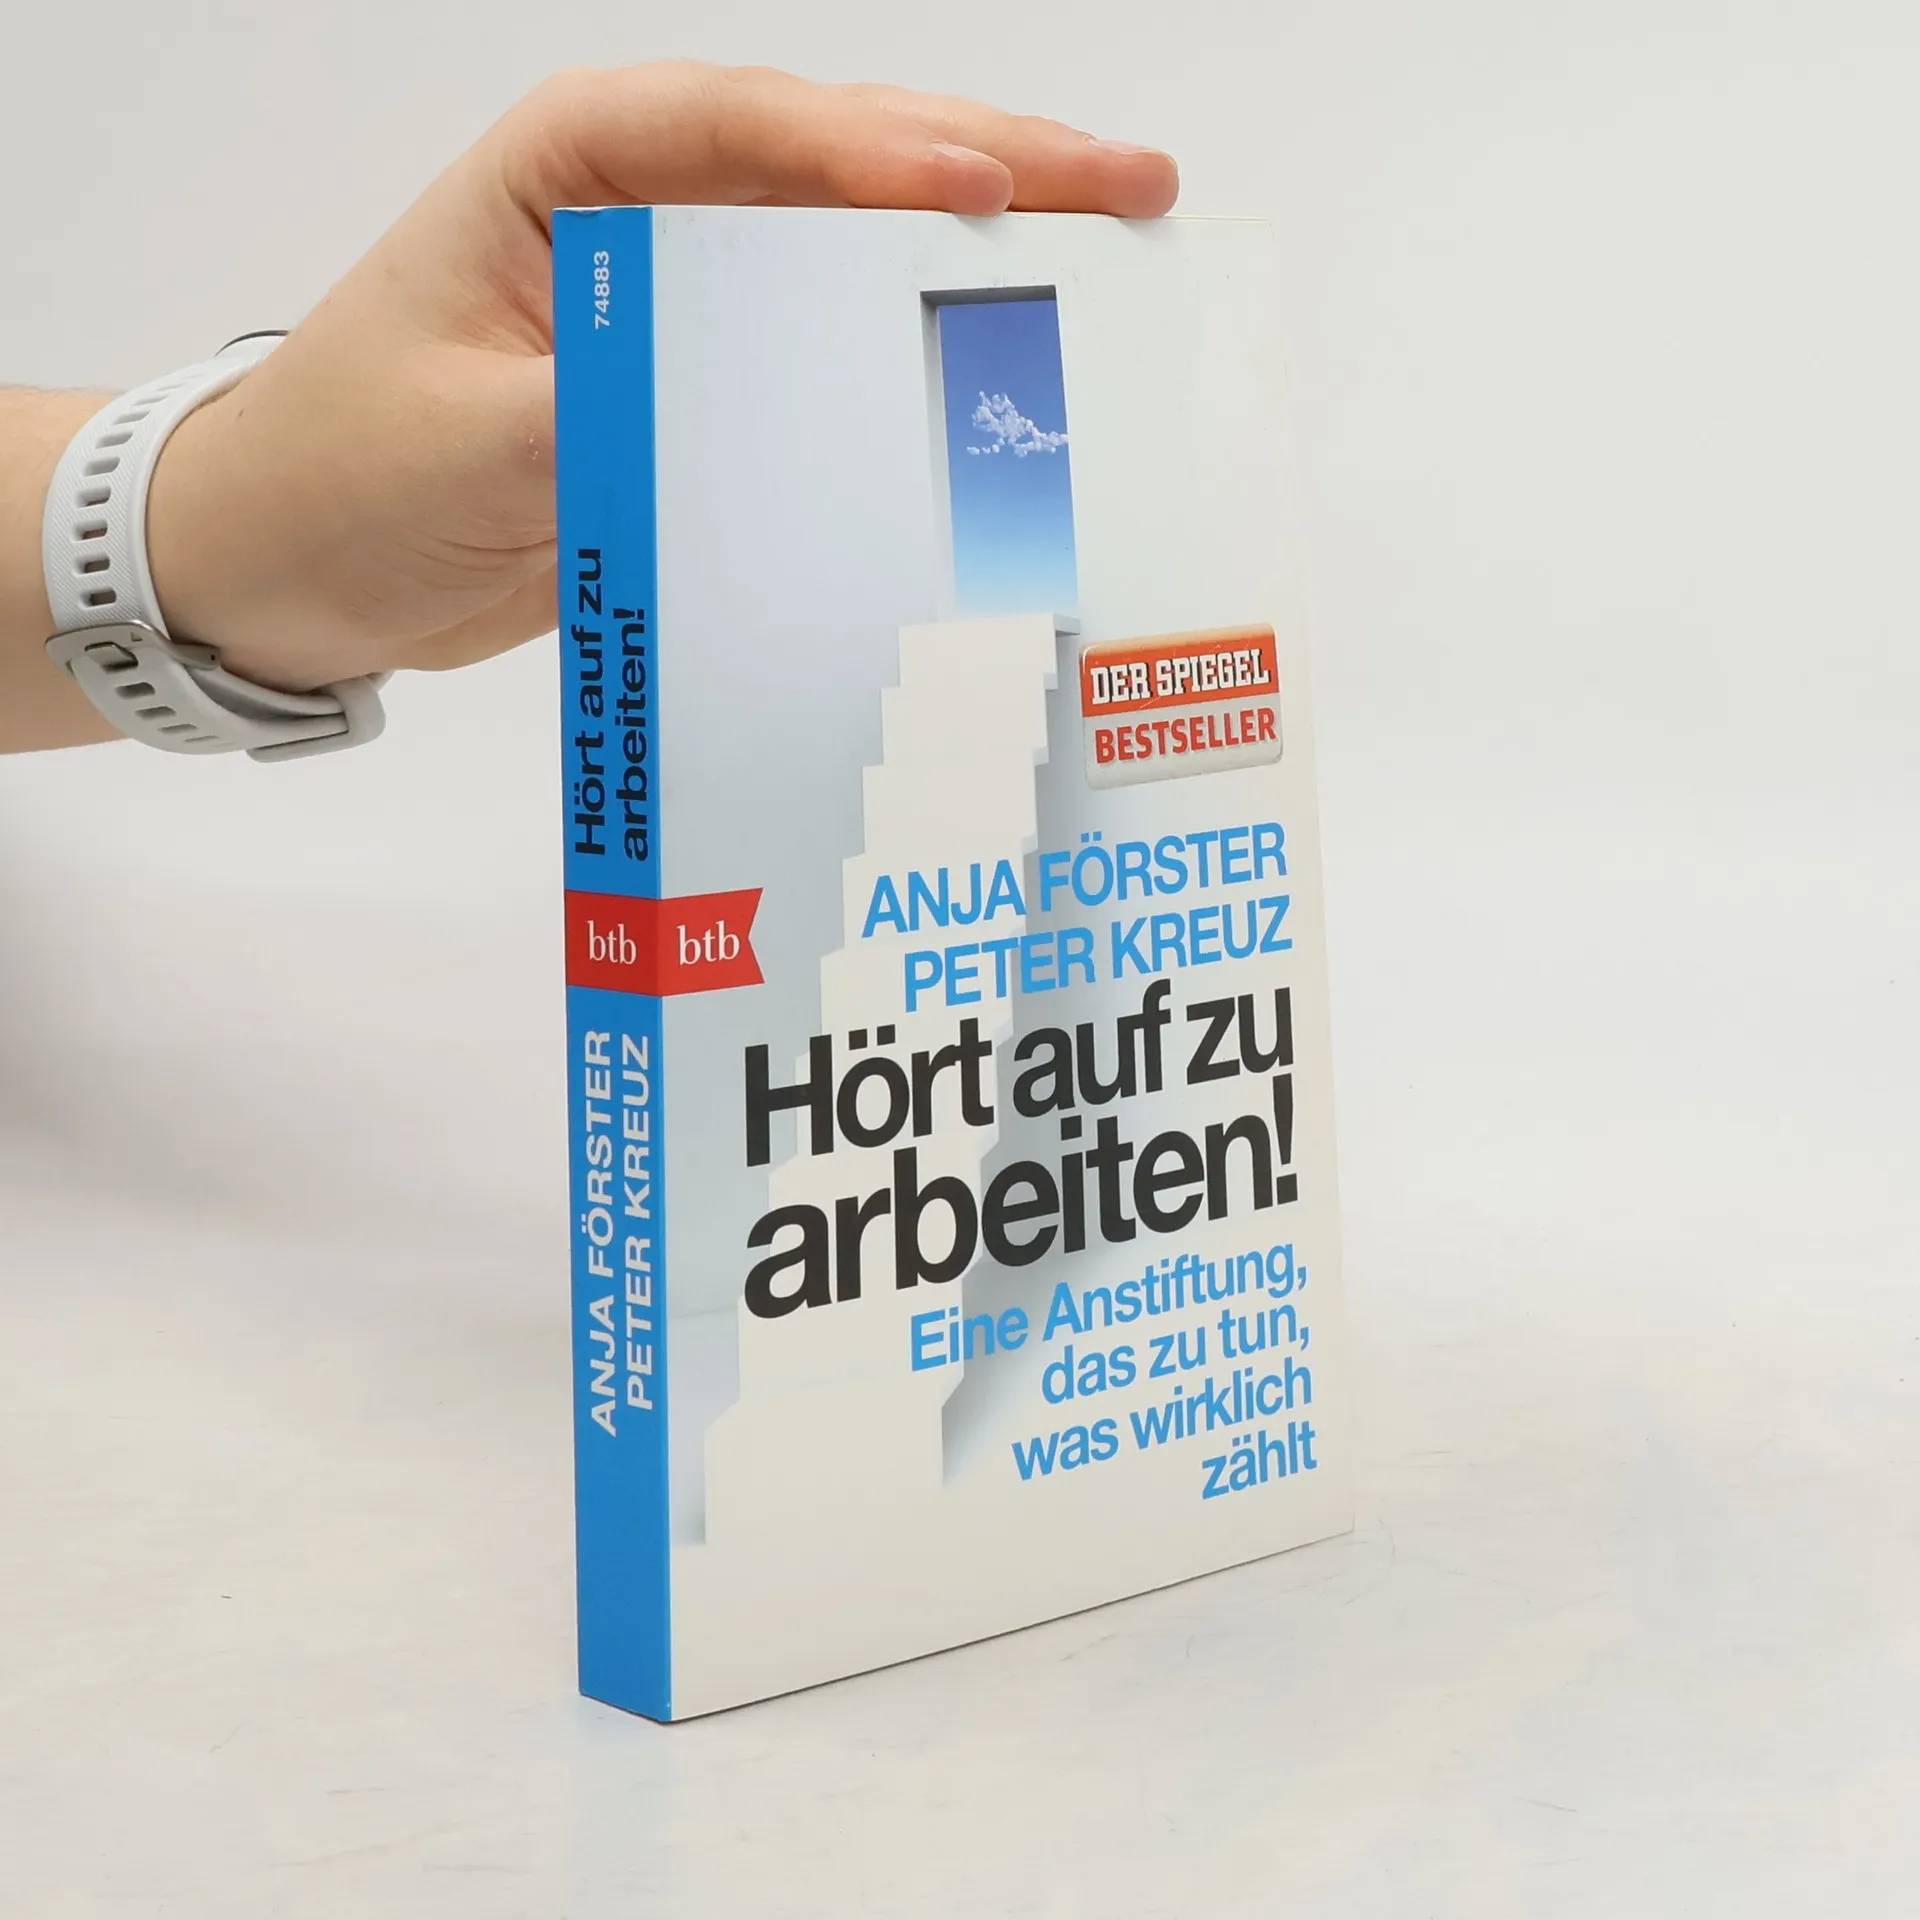 74883
Hört auf zu
arbeiten!
btb
ANJA FÖRSTER
PETER KREUZ
btb
DER SPIEGEL
BESTSELLER
ANJA FÖRSTER
PETER KREUZ
Hört auf zu
arbeiten!
Eine Anstiftung,
das zu tun,
was wirklich
zählt